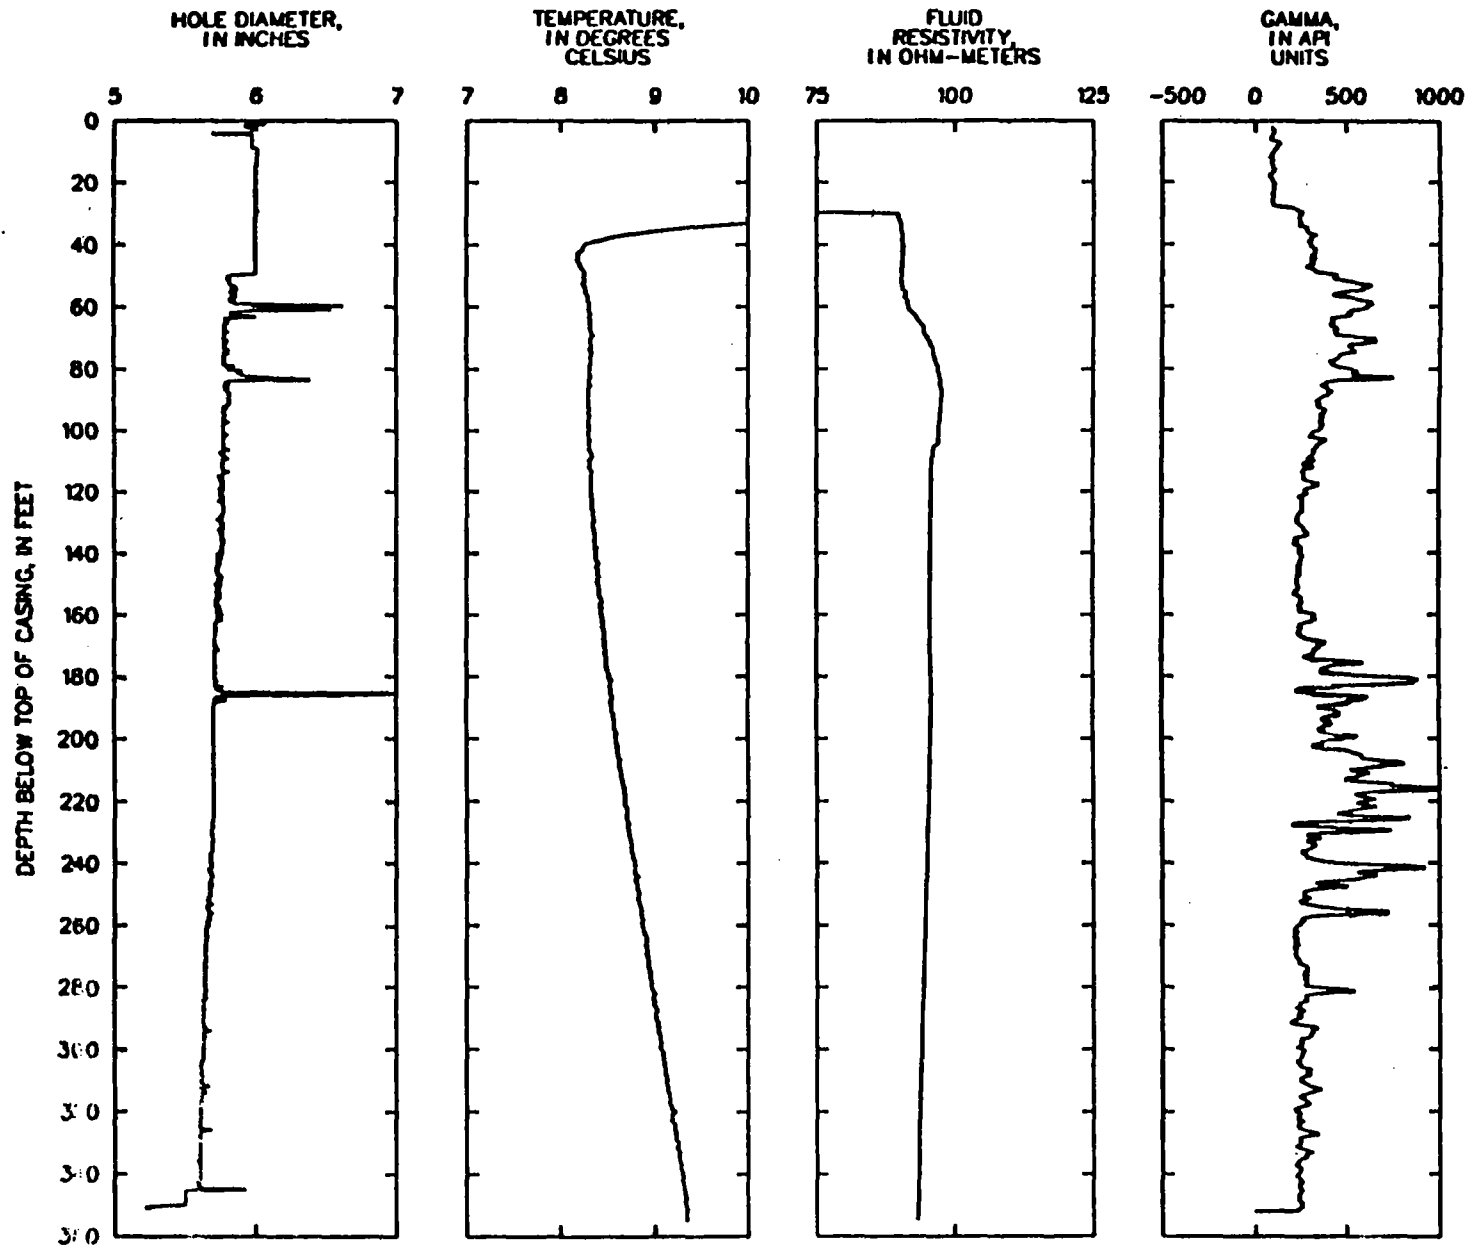 HOLE DIAMETER,
IN INCHES
TEMPERATURE,
IN DEGREES
CELSIUS
FLUID
RESISTIVITY,
IN OHM-METERS
GAMMA,
IN API
UNITS
5 6 7
7 8 9 10
75 100 125
-500 0 500 1000
DEPTH BELOW TOP OF CASING, IN FEET
0
20
40
60
80
100
120
140
160
180
200
220
240
260
280